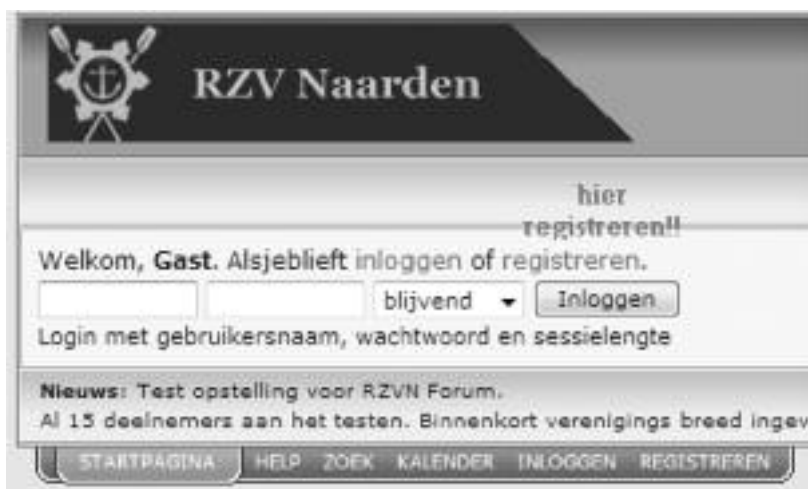 RZV Naarden
hier
registreren!!
Welkom, Gast. Alsjeblieft inloggen of registreren.
blijvend Inloggen
Login met gebruikersnaam, wachtwoord en sessielengte
Nieuws: Test opstelling voor RZVN Forum.
Al 15 deelnemers aan het testen. Binnenkort verenigings breed ingev
STARTPAGINA HELP ZOEK KALENDER INLOGGEN REGISTREREN